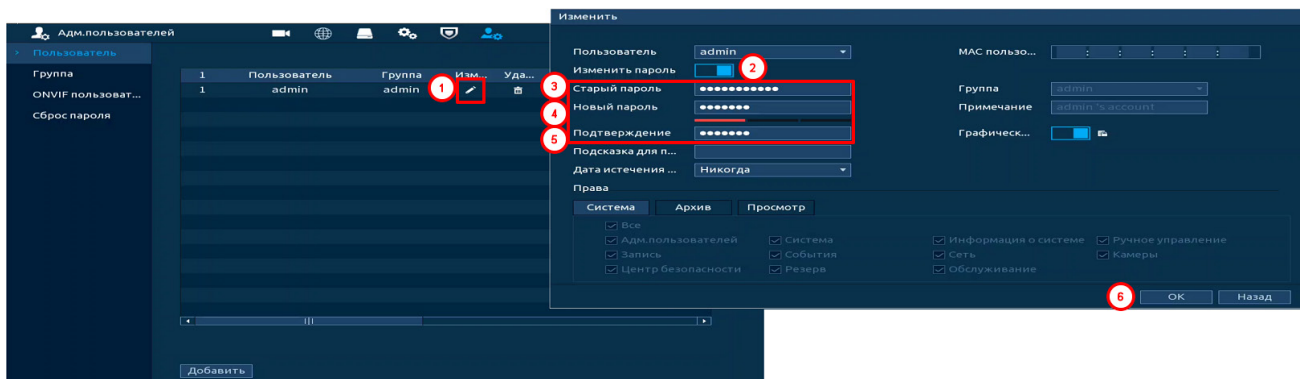 Адм.пользователей
Пользователь
Группа
ONVIF пользоват...
Сброс пароля
1 Пользователь Группа Изм... Уда...
1 admin admin
1
Добавить
Изменить
Пользователь admin
MAC пользо... : : : : :
Изменить пароль
2
3 Старый пароль •••••••••••
Группа admin
4 Новый пароль •••••••
Примечание admin 's account
5 Подтверждение •••••••
Графическ...
Подсказка для п...
Дата истечения ... Никогда
Права
Система Архив Просмотр
Все
Адм.пользователей Система Информация о системе Ручное управление
Запись События Сеть Камеры
Центр безопасности Резерв Обслуживание
6 OK Назад